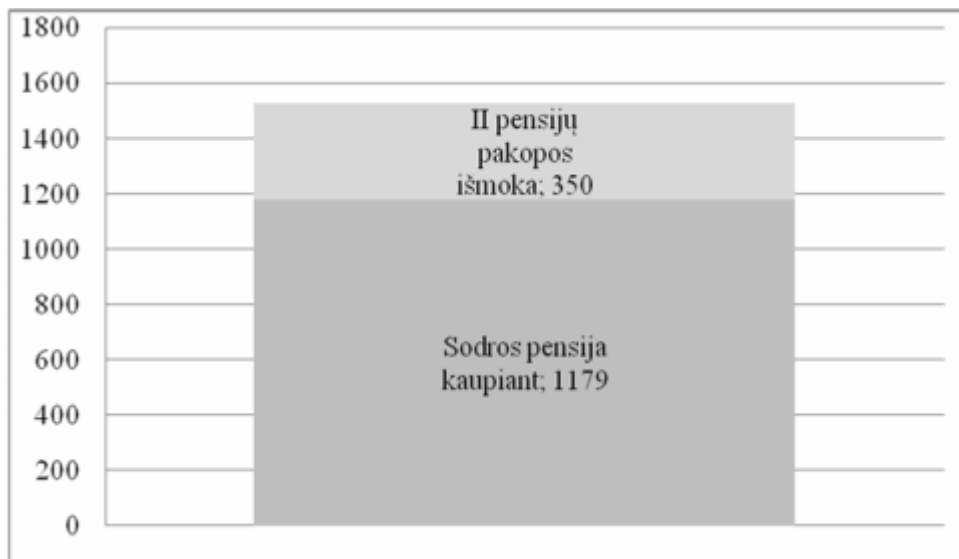 1800
1600
1400
1200
1000
800
600
400
200
0
II pensijų
pakopos
išmoka; 350
Sodros pensija
kaupiant; 1179